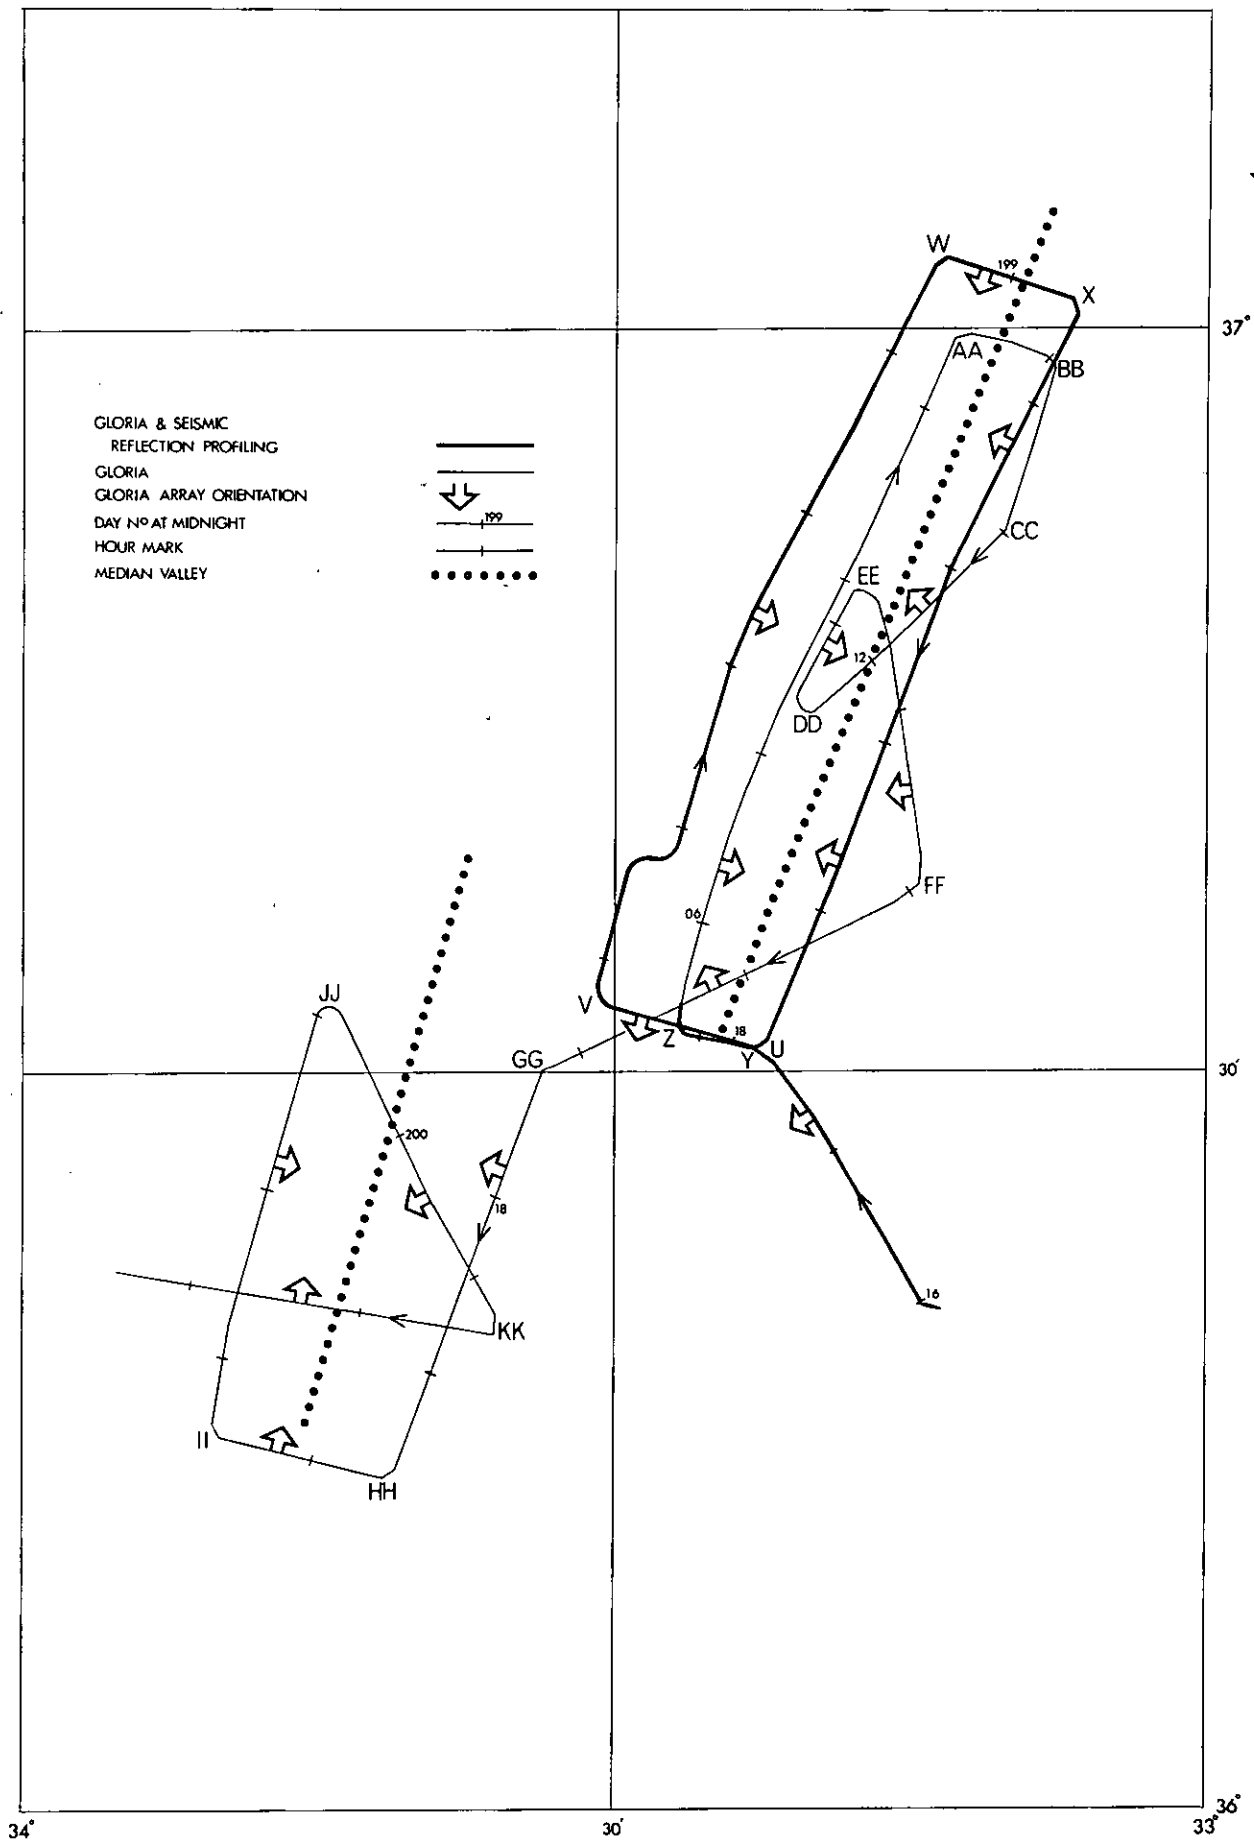 W
199
X
37°
AA
BB
GLORIA & SEISMIC
REFLECTION PROFILING
GLORIA
GLORIA ARRAY ORIENTATION
DAY Nº AT MIDNIGHT
199
HOUR MARK
MEDIAN VALLEY
CC
EE
12
DD
FF
06
V
JJ
Z
18
Y
U
GG
30'
200
18
16
KK
II
HH
34°
30'
33°
36°